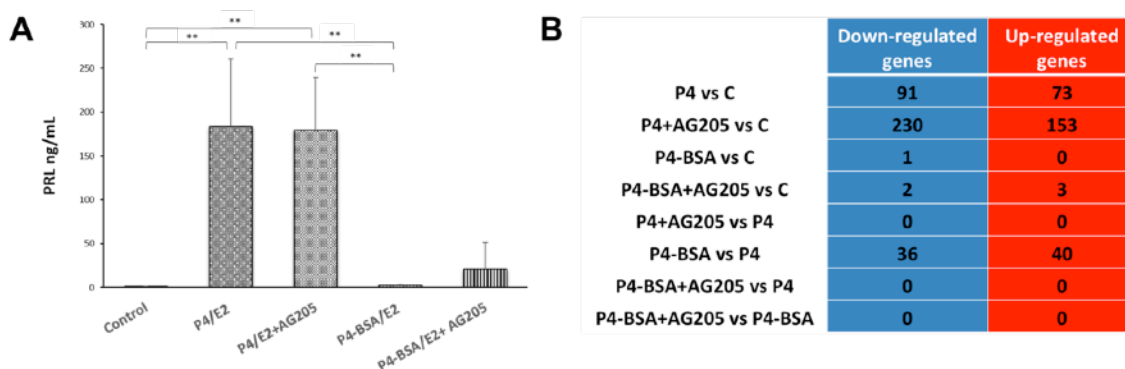 A
PRL ng/mL
300
250
200
150
100
50
0
**
**
**
**
Control
P4/E2
P4/E2+AG205
P4-BSA/E2
P4-BSA/E2+ AG205
B
Down-regulated genes Up-regulated genes
P4 vs C 91 73
P4+AG205 vs C 230 153
P4-BSA vs C 1 0
P4-BSA+AG205 vs C 2 3
P4+AG205 vs P4 0 0
P4-BSA vs P4 36 40
P4-BSA+AG205 vs P4 0 0
P4-BSA+AG205 vs P4-BSA 0 0